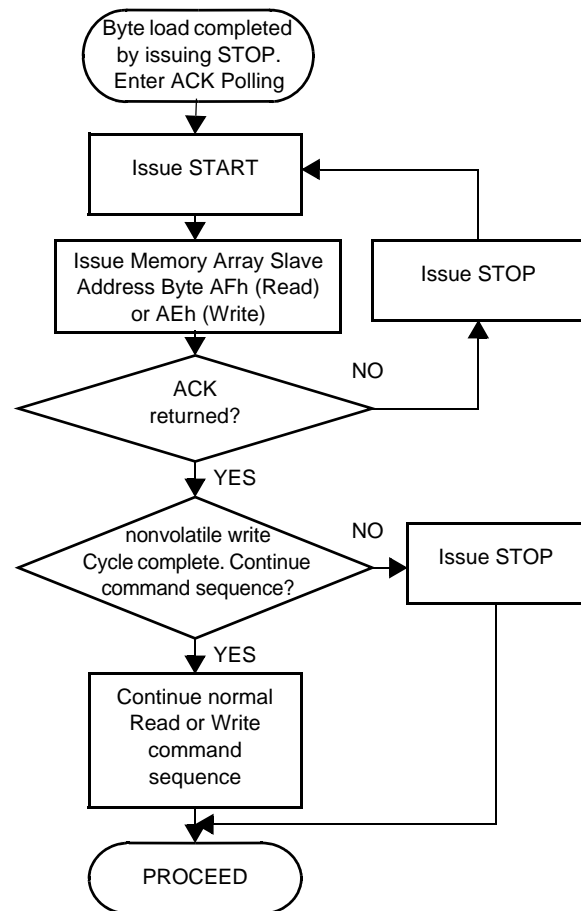 Byte load completed
by issuing STOP.
Enter ACK Polling
Issue START
Issue Memory Array Slave
Address Byte AFh (Read)
or AEh (Write)
Issue STOP
ACK
returned?
NO
YES
nonvolatile write
Cycle complete. Continue
command sequence?
NO
Issue STOP
YES
Continue normal
Read or Write
command
sequence
PROCEED